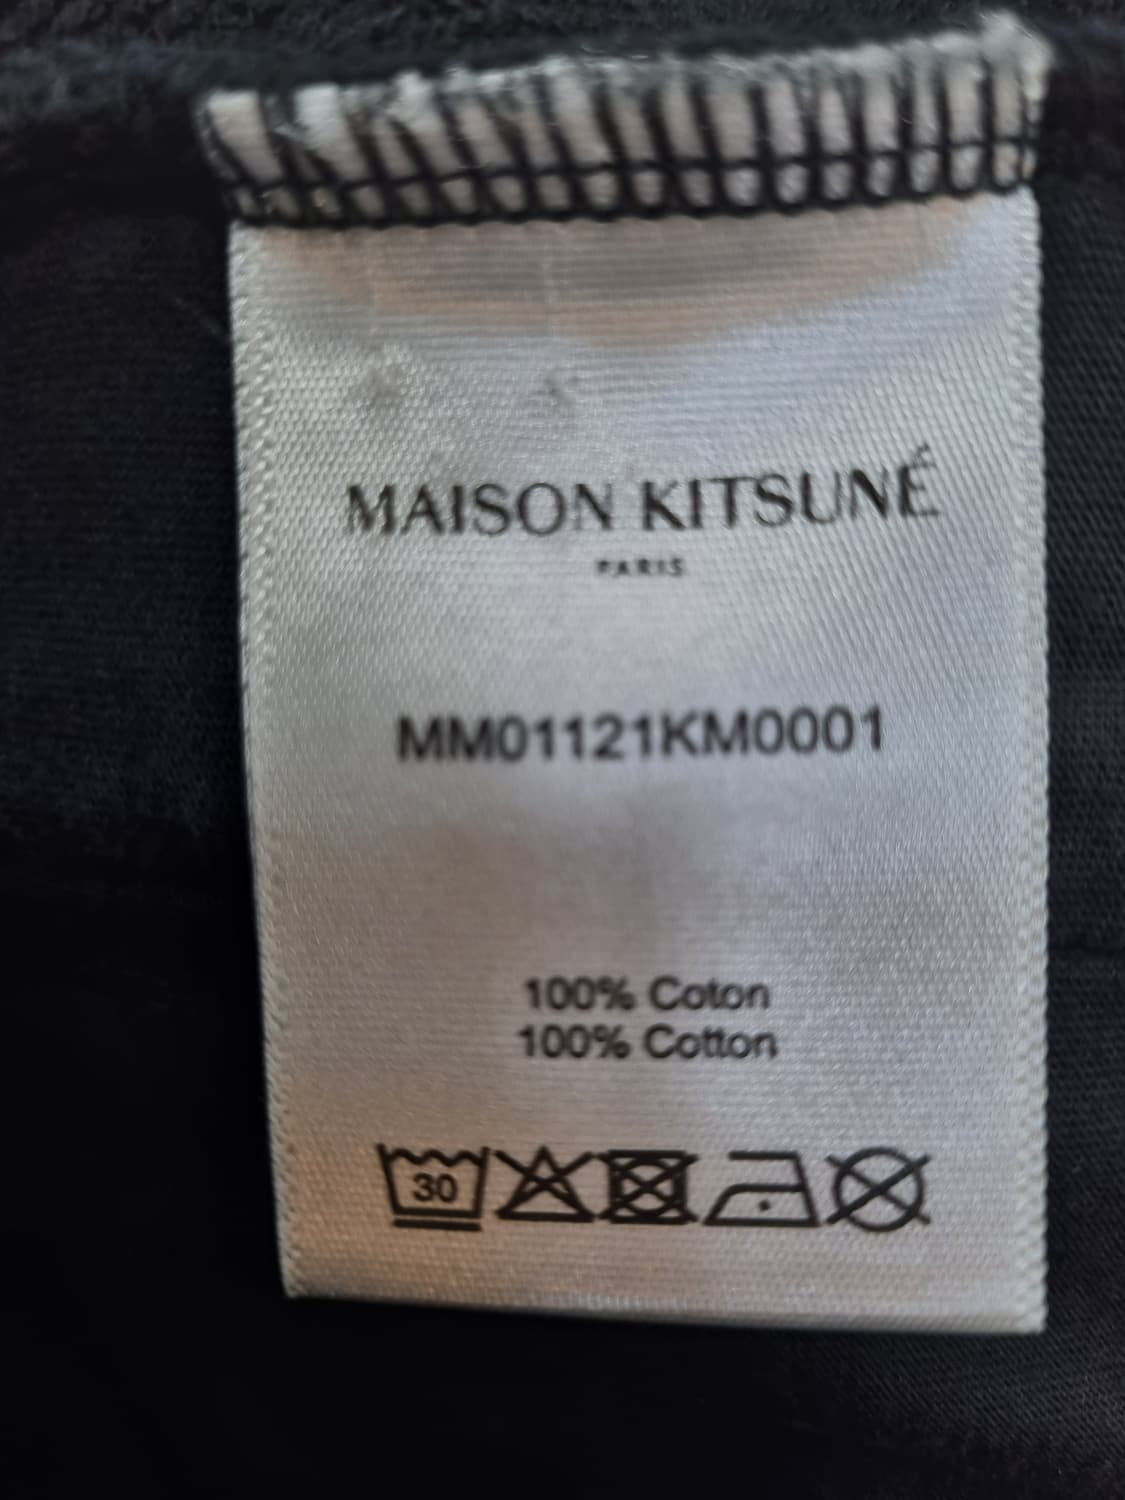 MAISON KITSUNÉ
PARIS
MM01121KM0001
100% Coton
100% Cotton
30